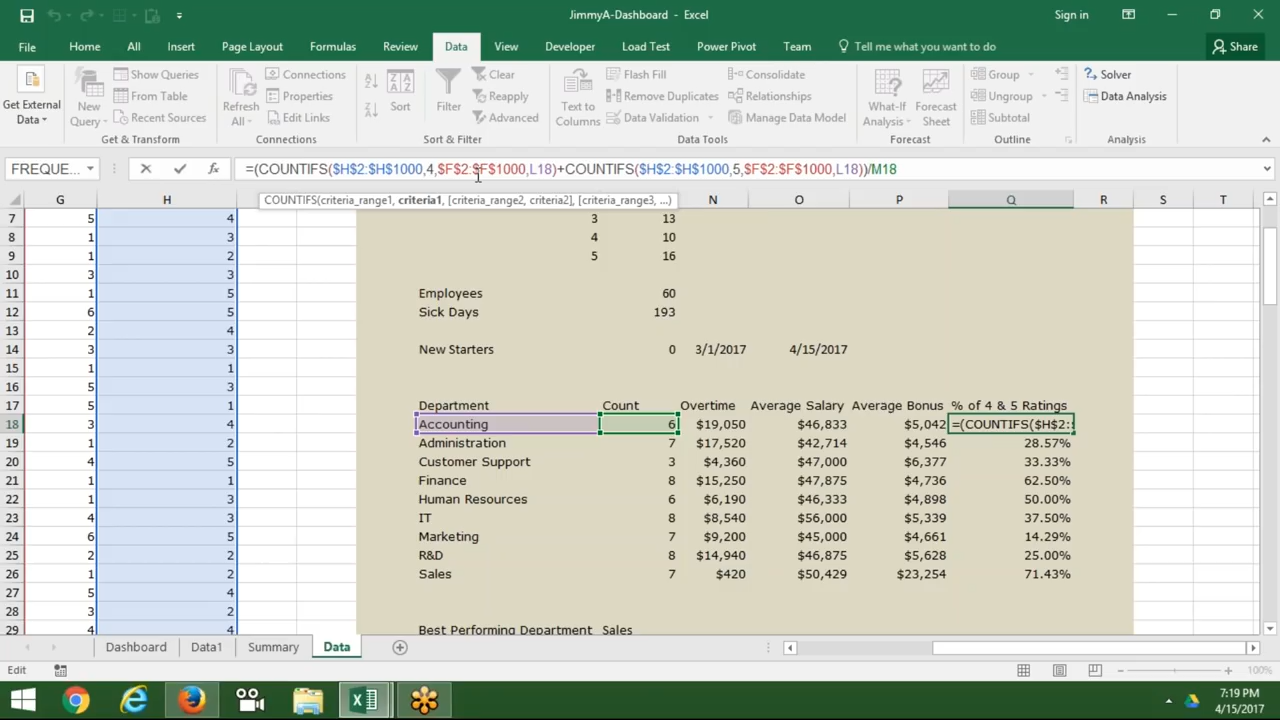 JimmyA-Dashboard - Excel
Sign in
File Home All Insert Page Layout Formulas Review Data View Developer Load Test Power Pivot Team Tell me what you want to do Share
Get External Data
New Query
Show Queries
From Table
Recent Sources
Get & Transform
Refresh All
Connections
Properties
Edit Links
Connections
Sort
Filter
Clear
Reapply
Advanced
Sort & Filter
Text to Columns
Flash Fill
Remove Duplicates
Data Validation
Consolidate
Relationships
Manage Data Model
Data Tools
What-If Analysis
Forecast Sheet
Forecast
Group
Ungroup
Subtotal
Outline
Solver
Data Analysis
Analysis
FREQUE... fx =(COUNTIFS($H$2:$H$1000,4,$F$2:$F$1000,L18)+COUNTIFS($H$2:$H$1000,5,$F$2:$F$1000,L18))/M18
COUNTIFS(criteria_range1, criteria1, [criteria_range2, criteria2], [criteria_range3, ...)
G H N O P Q R S T
7 5 4 3 13
8 1 3 4 10
9 1 2 5 16
10 3 3
11 1 5 Employees 60
12 6 5 Sick Days 193
13 2 4
14 3 3 New Starters 0 3/1/2017 4/15/2017
15 1 1
16 5 3
17 5 1 Department Count Overtime Average Salary Average Bonus % of 4 & 5 Ratings
18 3 4 Accounting 6 $19,050 $46,833 $5,042 =(COUNTIFS($H$2:
19 5 2 Administration 7 $17,520 $42,714 $4,546 28.57%
20 4 5 Customer Support 3 $4,360 $47,000 $6,377 33.33%
21 1 1 Finance 8 $15,250 $47,875 $4,736 62.50%
22 1 3 Human Resources 6 $6,190 $46,333 $4,898 50.00%
23 4 3 IT 8 $8,540 $56,000 $5,339 37.50%
24 6 5 Marketing 7 $9,200 $45,000 $4,661 14.29%
25 2 2 R&D 8 $14,940 $46,875 $5,628 25.00%
26 1 2 Sales 7 $420 $50,429 $23,254 71.43%
27 5 4
28 3 2
29 4 4 Best Performing Department Sales
Dashboard Data1 Summary Data
Edit 100%
7:19 PM
4/15/2017